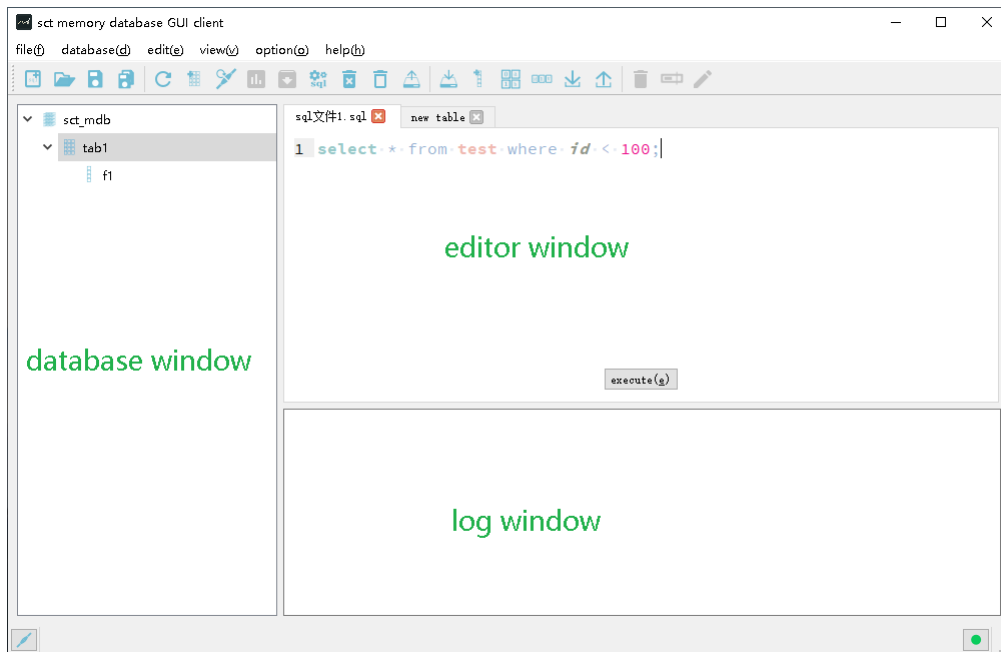 sct memory database GUI client
file(f) database(d) edit(e) view(v) option(o) help(h)
sql
sct_mdb
tab1
f1
sql文件1.sql new table
1 select * from test where id < 100;
editor window
database window
execute(e)
log window